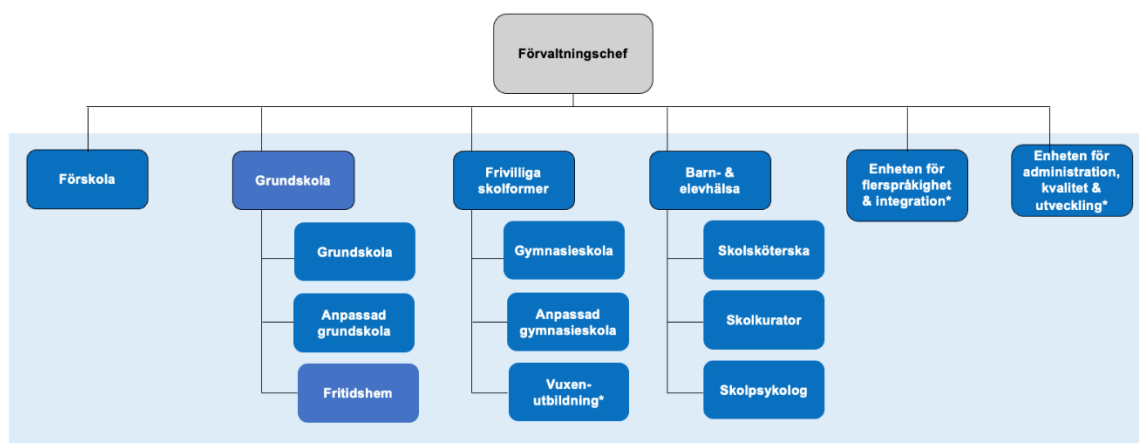 Förvaltningschef
Förskola
Grundskola
Frivilliga
skolformer
Barn- &
elevhälsa
Enheten för
flerspråkighet
& integration*
Enheten för
administration,
kvalitet &
utveckling*
Grundskola
Gymnasieskola
Skolsköterska
Anpassad
grundskola
Anpassad
gymnasieskola
Skolkurator
Fritidshem
Vuxen-
utbildning*
Skolpsykolog